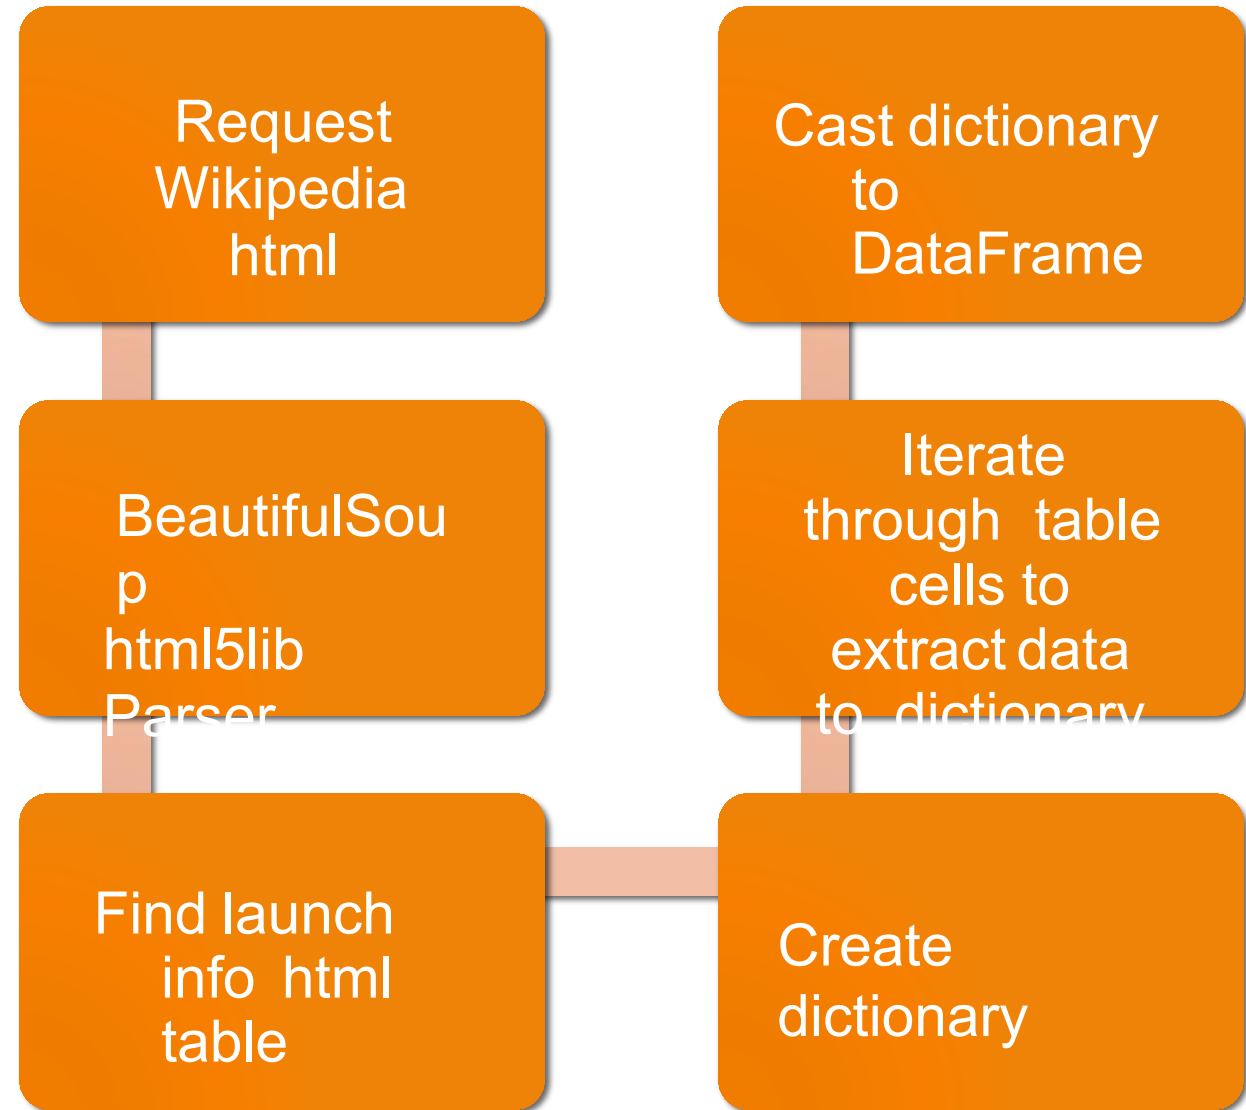 Request
Wikipedia
html
BeautifulSou
p
html5lib
Parser
Find launch
info html
table
Create
dictionary
Iterate
through table
cells to
extract data
to dictionary
Cast dictionary
to
DataFrame